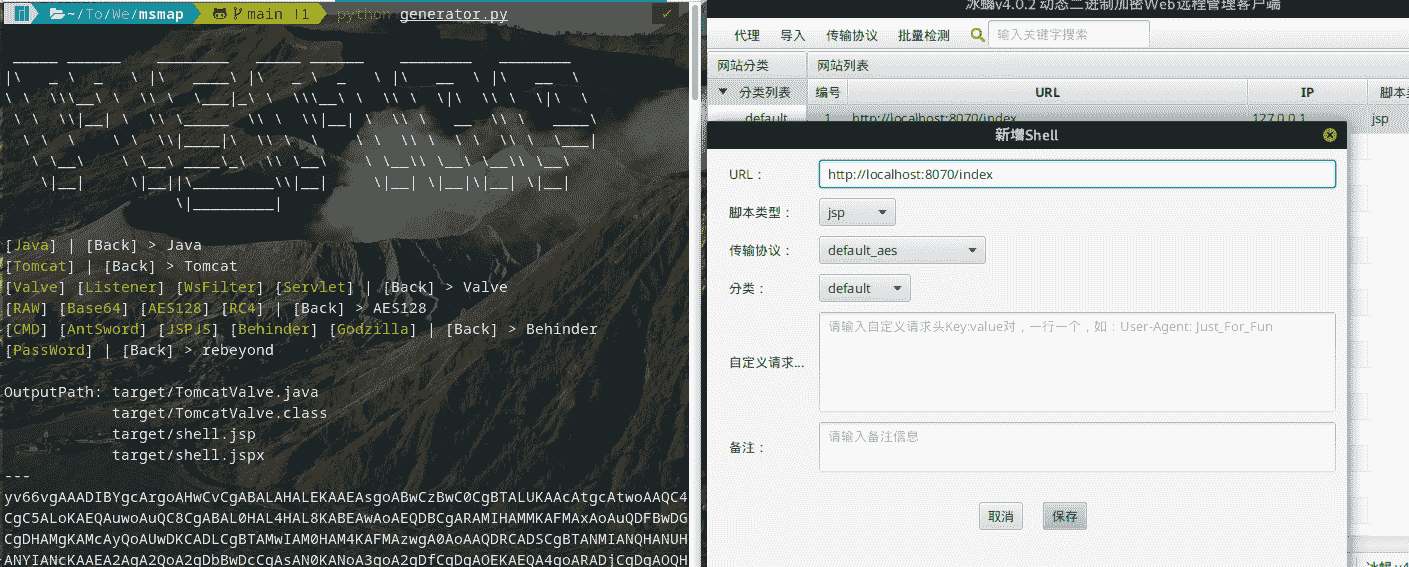 ~/To/We/msmap main !1 python generator.py
[Java] | [Back] > Java
[Tomcat] | [Back] > Tomcat
[Valve] [Listener] [WsFilter] [Servlet] | [Back] > Valve
[RAW] [Base64] [AES128] [RC4] | [Back] > AES128
[CMD] [AntSword] [JSPJS] [Behinder] [Godzilla] | [Back] > Behinder
[PassWord] | [Back] > rebeyond
OutputPath: target/TomcatValve.java
target/TomcatValve.class
target/shell.jsp
target/shell.jspx
---
冰蝎v4.0.2 动态二进制加密Web远程管理客户端
代理 导入 传输协议 批量检测 输入关键字搜索
网站分类 网站列表
分类列表 编号 URL IP
default 1 http://localhost:8070/index 127.0.0.1 jsp
新增Shell
URL： http://localhost:8070/index
脚本类型： jsp
传输协议： default_aes
分类： default
自定义请求... 请输入自定义请求头Key:value对，一行一个，如：User-Agent: Just_For_Fun
备注： 请输入备注信息
取消 保存